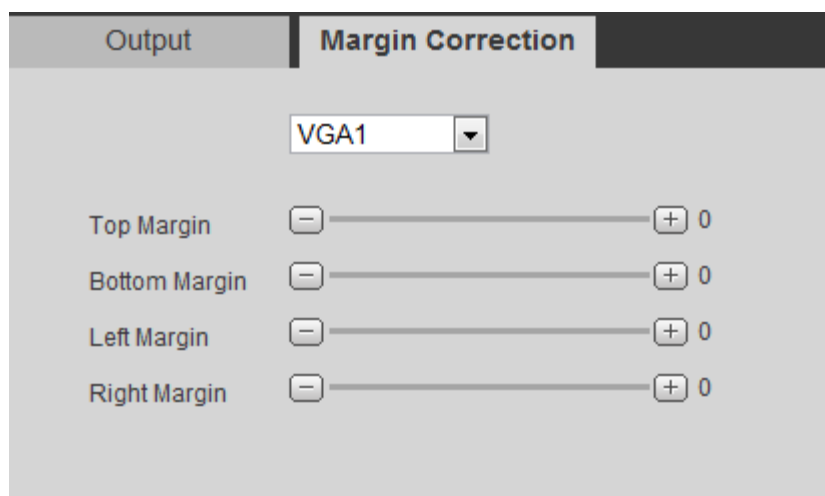 Output Margin Correction
VGA1
Top Margin 0
Bottom Margin 0
Left Margin 0
Right Margin 0